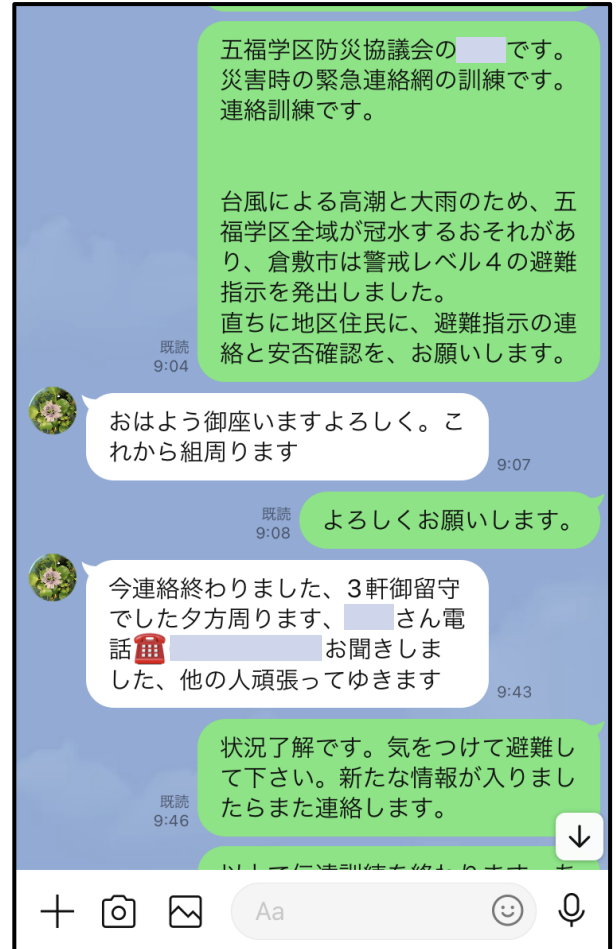 五福学区防災協議会の　　です。
災害時の緊急連絡網の訓練です。
連絡訓練です。
台風による高潮と大雨のため、五
福学区全域が冠水するおそれがあ
り、倉敷市は警戒レベル４の避難
指示を発出しました。
直ちに地区住民に、避難指示の連
絡と安否確認を、お願いします。
既読
9:04
おはよう御座いますよろしく。こ
れから組周ります
9:07
既読
9:08
よろしくお願いします。
今連絡終わりました、3軒御留守
でした夕方周ります、　　さん電
話☎️　　お聞きしま
した、他の人頑張ってゆきます
9:43
状況了解です。気をつけて避難し
て下さい。新たな情報が入りまし
たらまた連絡します。
既読
9:46
Aa